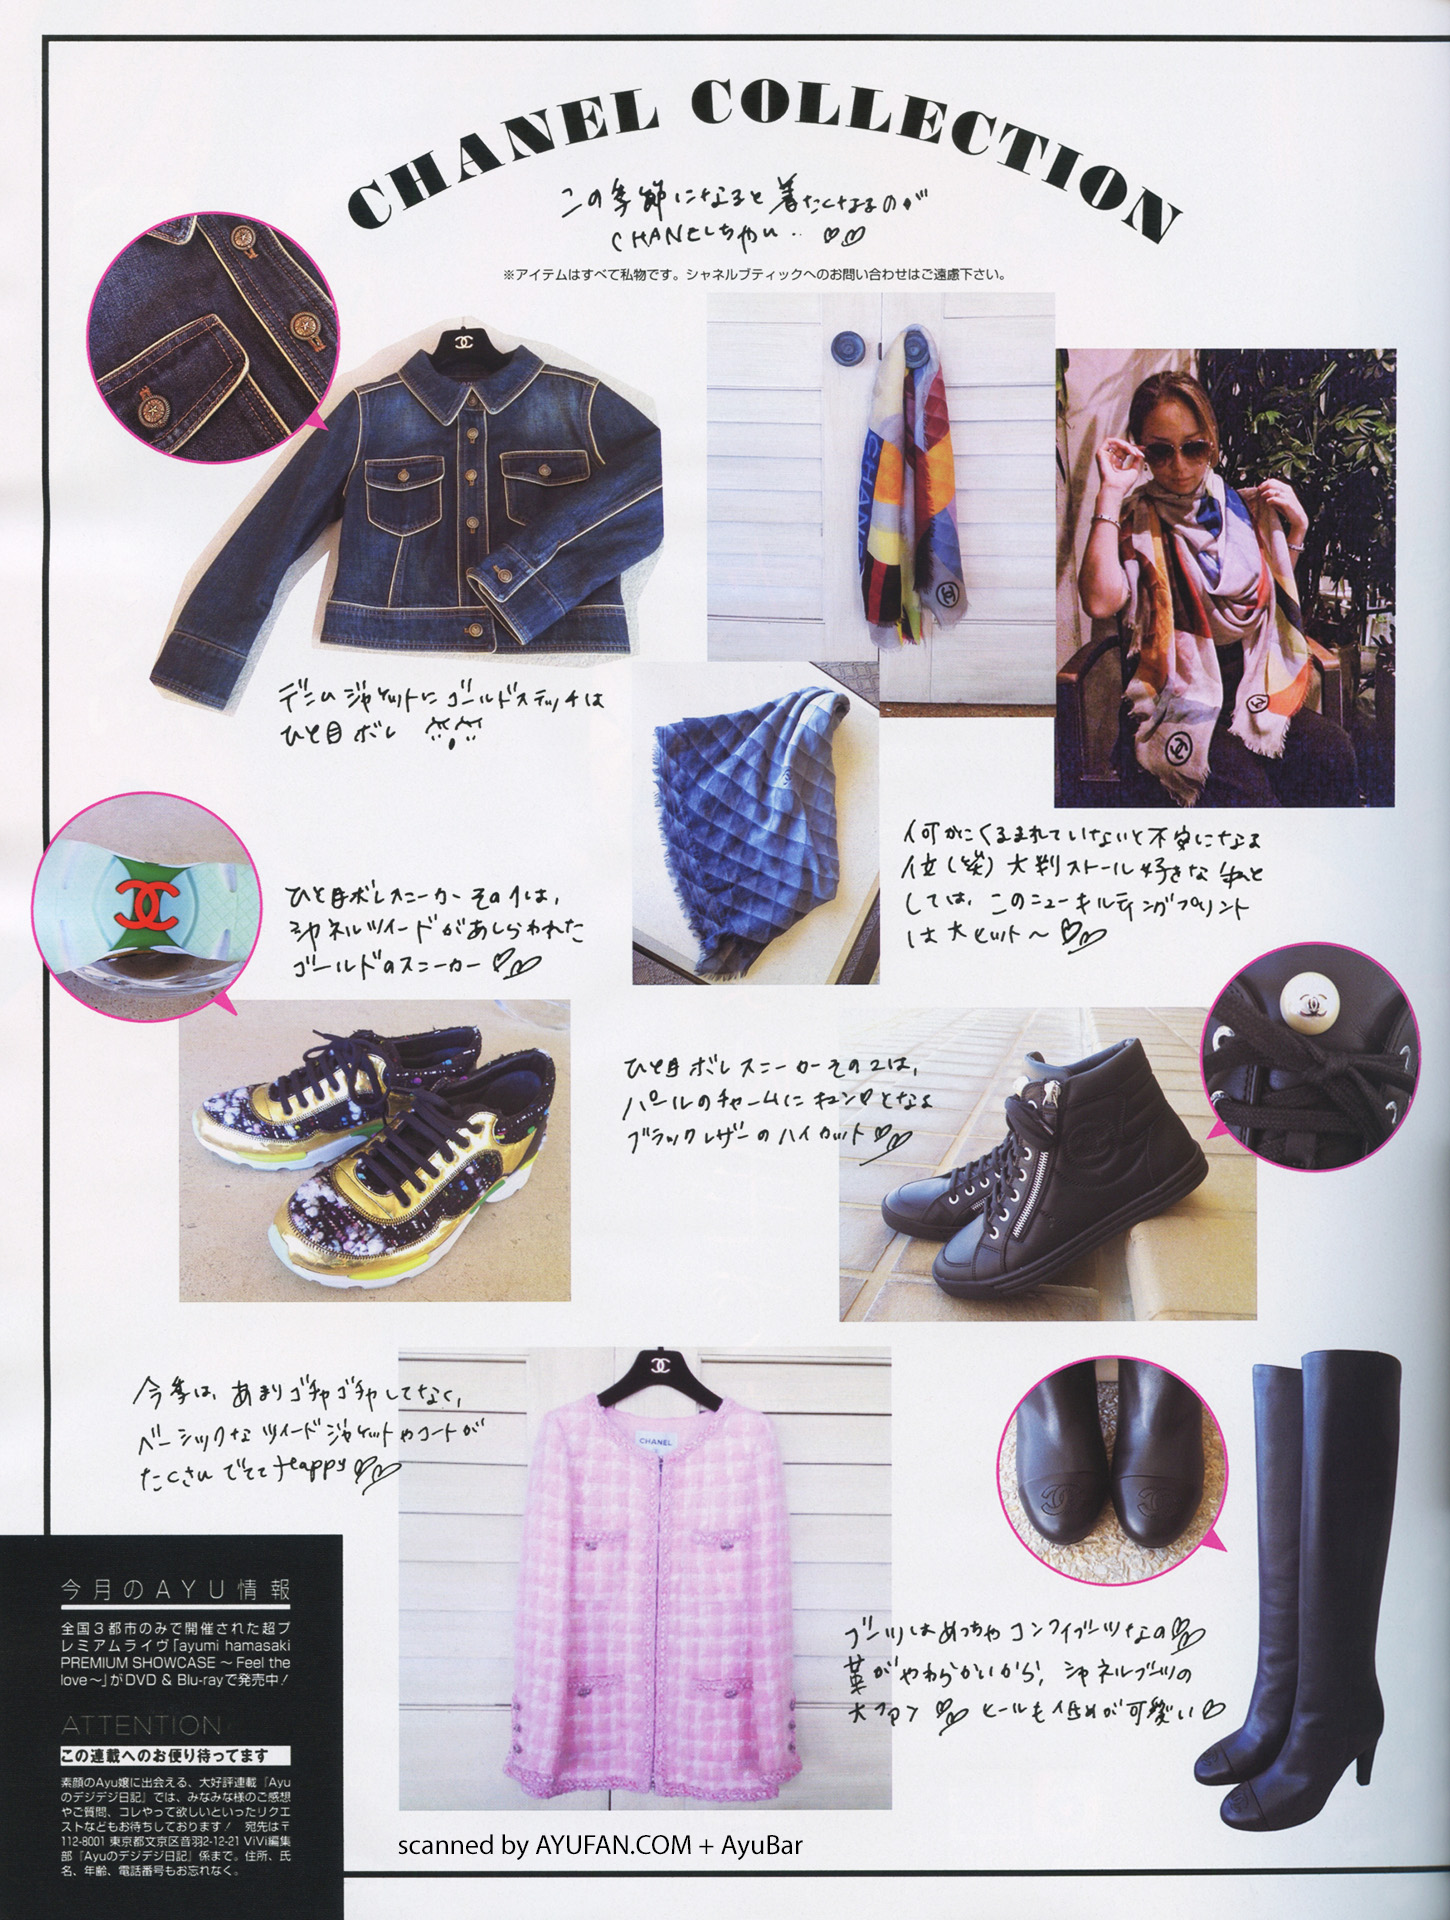 CHANEL COLLECTION
この季節になると着たくなるのが
CHANELちゃん..♡♡
※アイテムはすべて私物です。シャネルブティックへのお問い合わせはご遠慮下さい。
デニムジャケットにゴールドステッチは
ひと目ボレ
CHANEL
何かにくるまれていないと不安になる
位(笑)大判ストール好きな私と
しては、このニューキルティングプリント
は大ヒット〜♡♡
ひと目ボレスニーカーその1は、
シャネルツイードがあしらわれた
ゴールドのスニーカー♡♡
ひと目ボレスニーカーその2は、
パールのチャームにキュン♡となる
ブラックレザーのハイカット♡♡
今季は、あまりゴチャゴチャしてなく、
ベーシックなツイードジャケットやコートが
たくさんでてて Happy♡♡
CHANEL
ブーツはめっちゃコンフィブーツなの♡♡
革がやわらかいから、シャネルブーツの
大ファン♡♡ ヒールも低めが可愛い♡
今月のAYU情報
全国3都市のみで開催された超プ
レミアムライヴ「ayumi hamasaki
PREMIUM SHOWCASE ～Feel the
love～」がDVD & Blu-rayで発売中！
ATTENTION
この連載へのお便り待ってます
素顔のAyu嬢に出会える、大好評連載『Ayu
のデジデジ日記』では、みなみな様のご感想
やご質問、コレやって欲しいといったリクエ
ストなどもお待ちしております！ 宛先は〒
112-8001 東京都文京区音羽2-12-21 ViVi編集
部『Ayuのデジデジ日記』係まで。住所、氏
名、年齢、電話番号もお忘れなく。
scanned by AYUFAN.COM + AyuBar